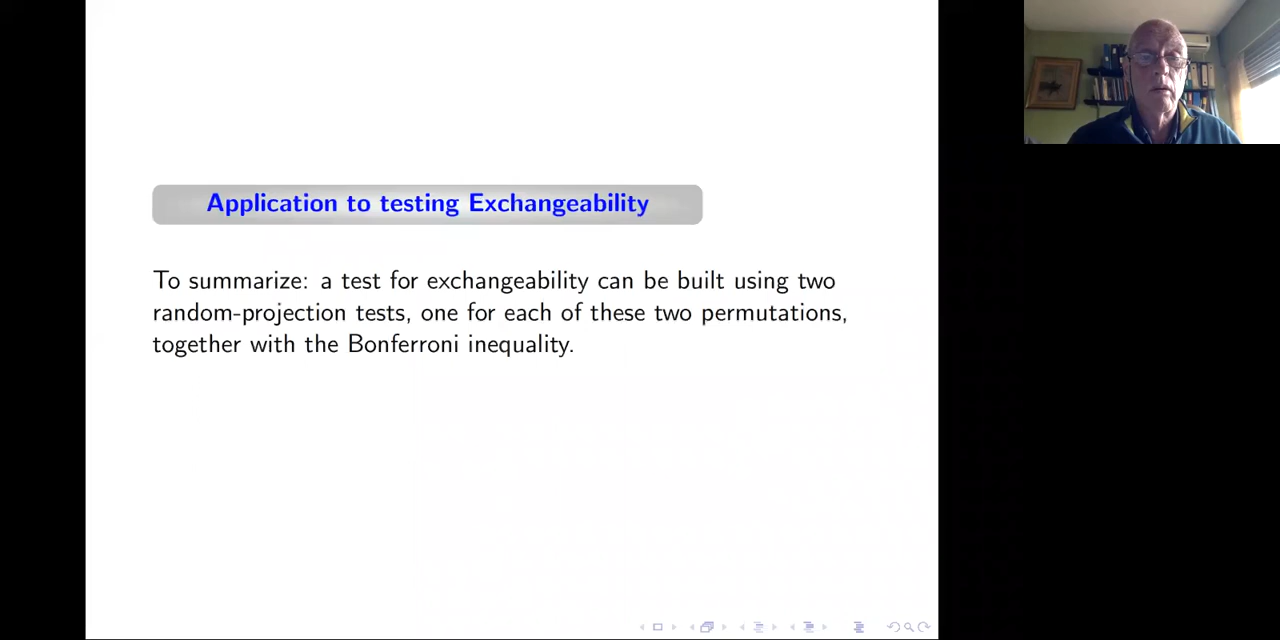 Application to testing Exchangeability
To summarize: a test for exchangeability can be built using two
random-projection tests, one for each of these two permutations,
together with the Bonferroni inequality.